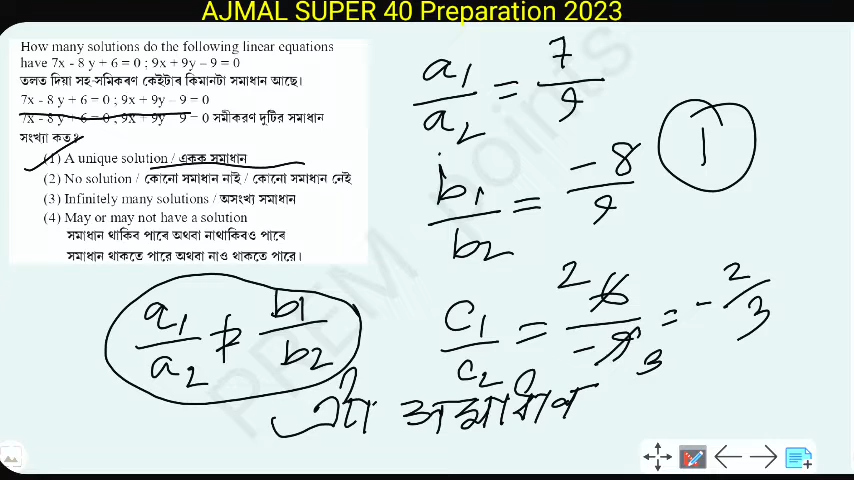 AJMAL SUPER 40 Preparation 2023
How many solutions do the following linear equations
have 7x - 8 y + 6 = 0 ; 9x + 9y – 9 = 0
তলত দিয়া সহ-সমিকৰণ কেইটাৰ কিমানটা সমাধান আছে।
7x - 8 y + 6 = 0 ; 9x + 9y – 9 = 0
7x - 8 y + 6 = 0 ; 9x + 9y 9 = 0 সমীকরণ দুটির সমাধান
সংখ্যা কত?
(1) A unique solution / একক সমাধান
(2) No solution / কোনো সমাধান নাই / কোনো সমাধান নেই
(3) Infinitely many solutions / অসংখ্য সমাধান
(4) May or may not have a solution
সমাধান থাকিব পাৰে অথবা নাথাকিবও পাৰে
সমাধান থাকতে পারে অথবা নাও থাকতে পারে।
a1/a2 = 7/9
b1/b2 = -8/9
1
c1/c2 = 6/-9 = -2/3
2
3
a1/a2 ≠ b1/b2
এটা
PREM points